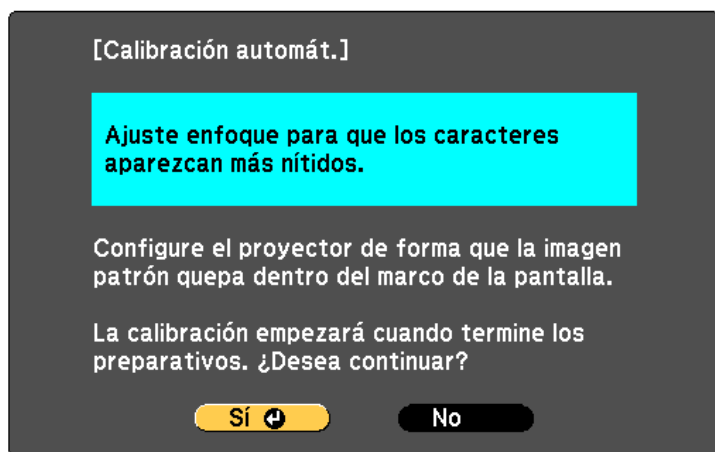 [Calibración automát.]
Ajuste enfoque para que los caracteres
aparezcan más nítidos.
Configure el proyector de forma que la imagen
patrón quepa dentro del marco de la pantalla.
La calibración empezará cuando termine los
preparativos. ¿Desea continuar?
Sí
No